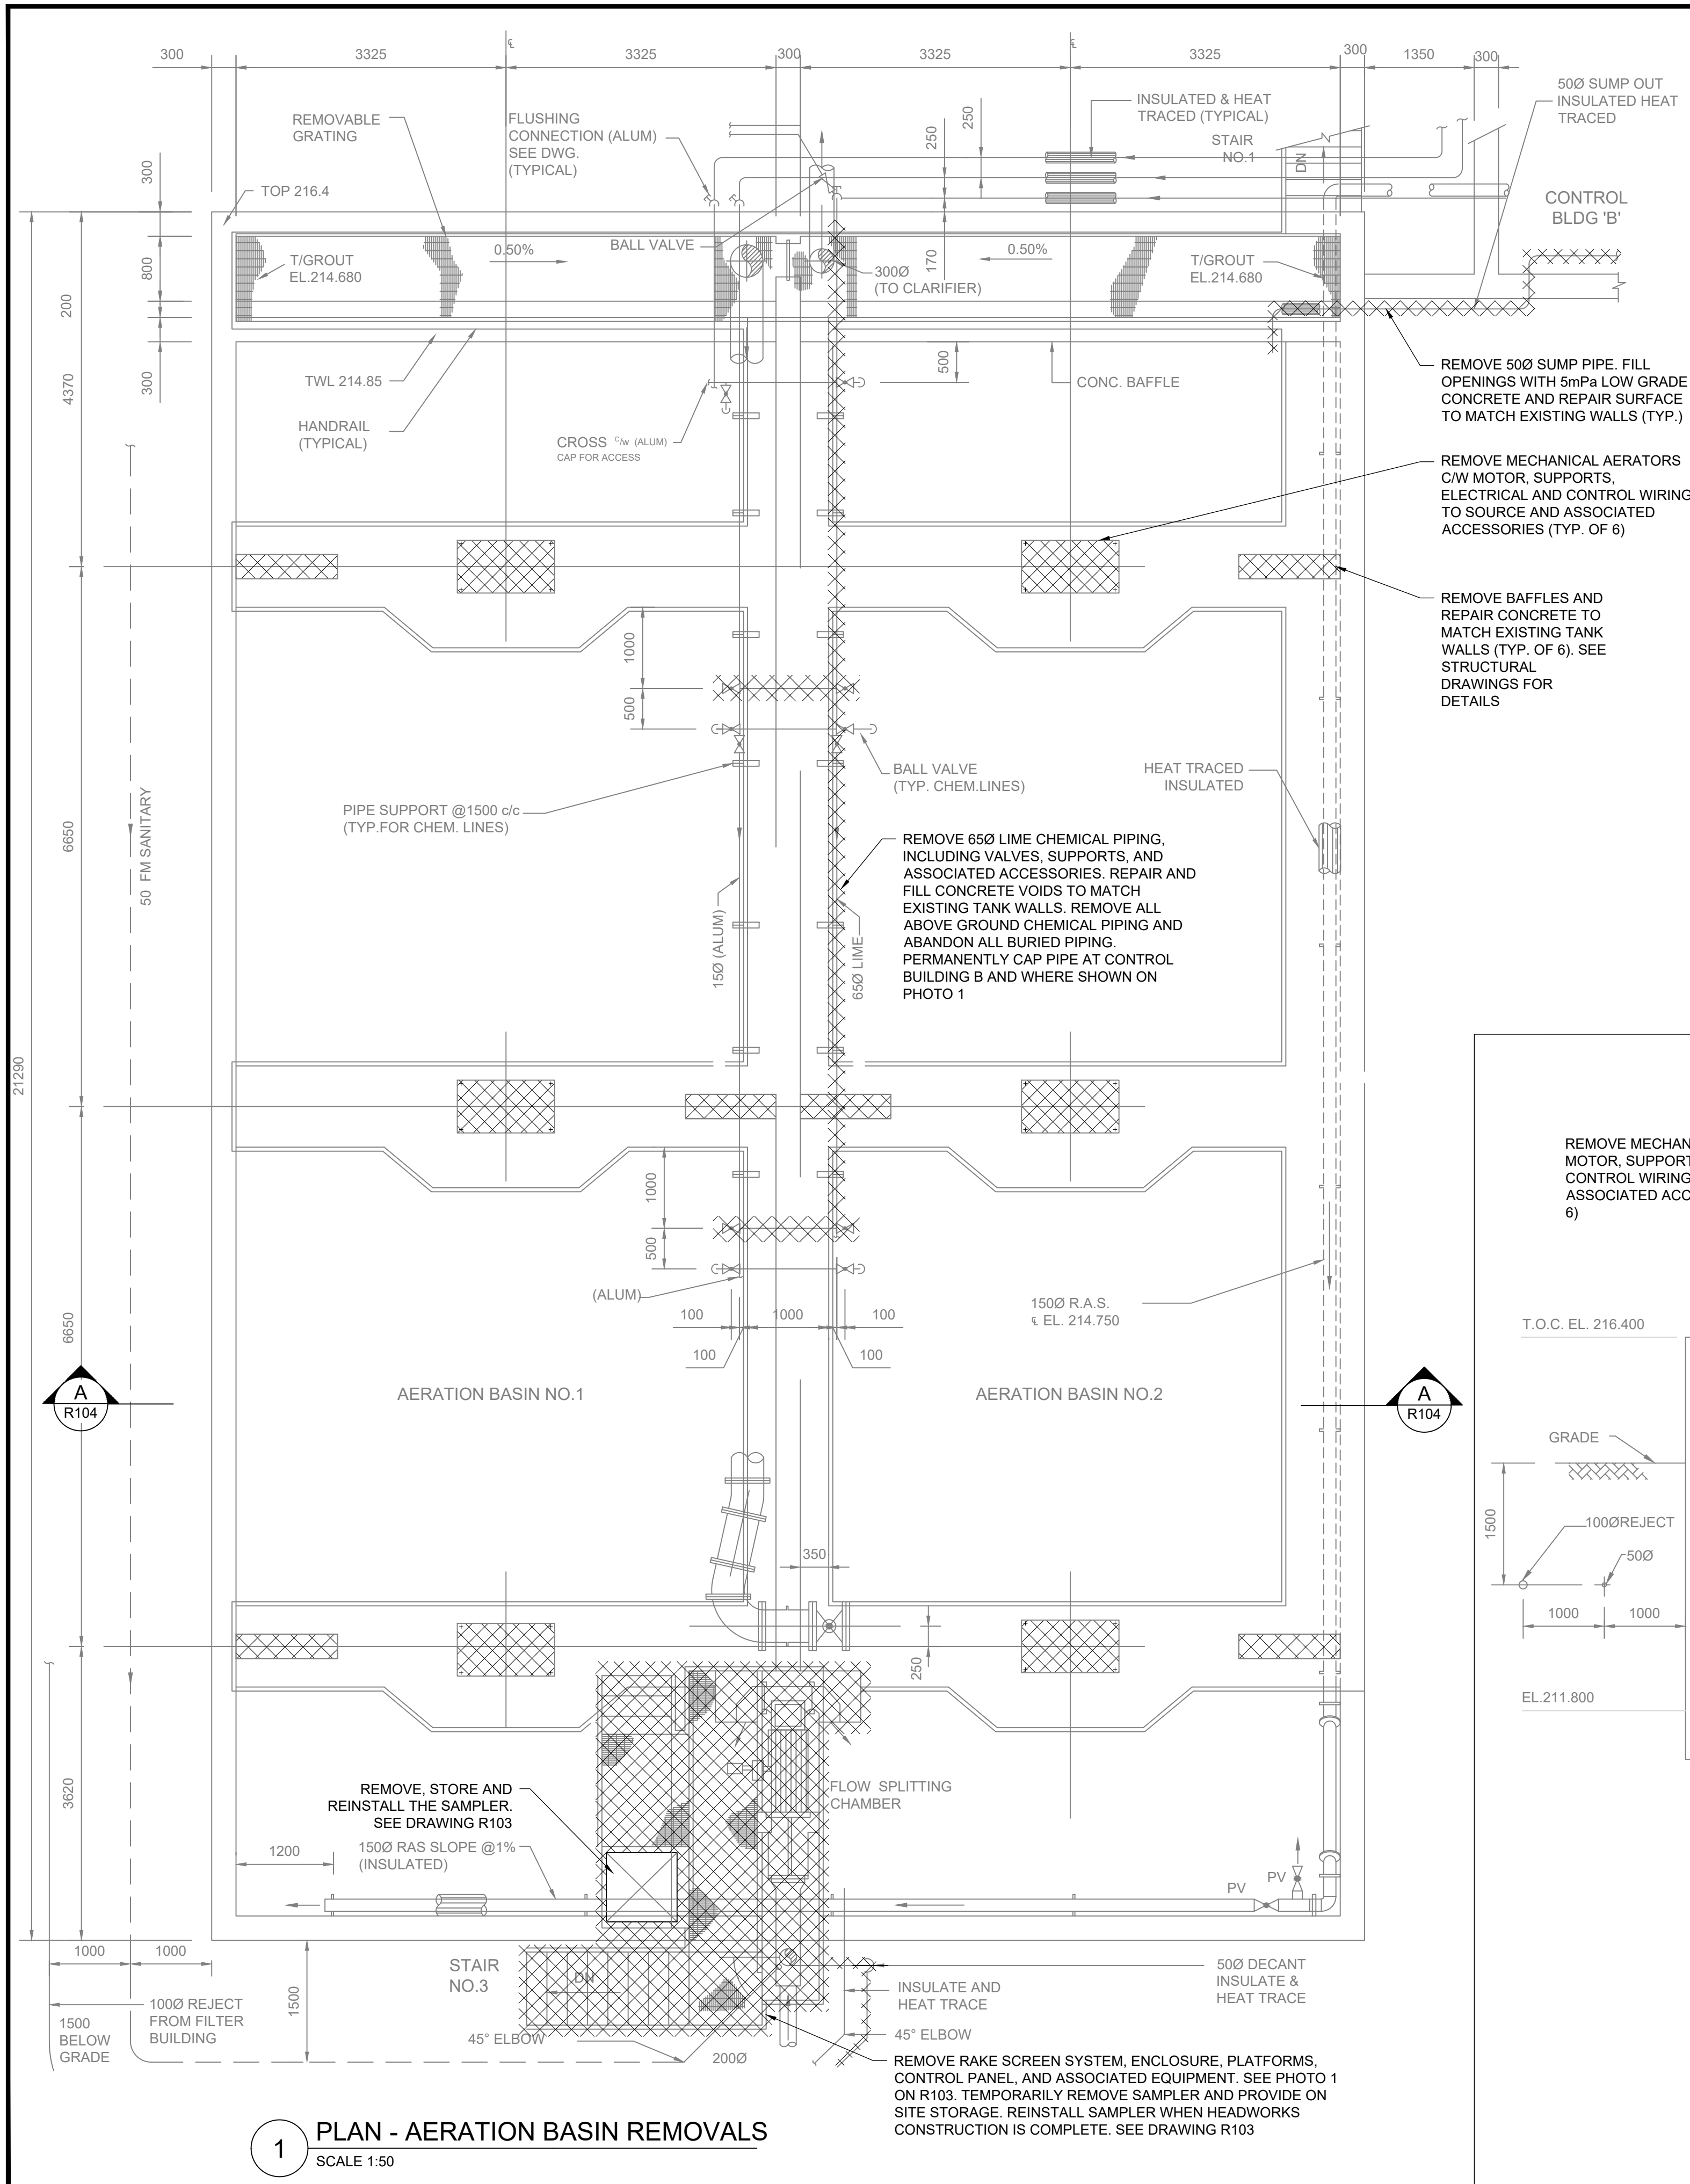 300
3325
℄
3325
300
3325
℄
3325
300
1350
300
REMOVABLE
GRATING
FLUSHING
CONNECTION (ALUM)
SEE DWG.
(TYPICAL)
250
250
INSULATED & HEAT
TRACED (TYPICAL)
STAIR
NO.1
DN
50Ø SUMP OUT
INSULATED HEAT
TRACED
300
TOP 216.4
CONTROL
BLDG 'B'
800
200
T/GROUT
EL.214.680
0.50%
BALL VALVE
300Ø
(TO CLARIFIER)
170
0.50%
T/GROUT
EL.214.680
300
4370
TWL 214.85
HANDRAIL
(TYPICAL)
500
CONC. BAFFLE
CROSS C/W (ALUM)
CAP FOR ACCESS
REMOVE 50Ø SUMP PIPE. FILL
OPENINGS WITH 5mPa LOW GRADE
CONCRETE AND REPAIR SURFACE
TO MATCH EXISTING WALLS (TYP.)
REMOVE MECHANICAL AERATORS
C/W MOTOR, SUPPORTS,
ELECTRICAL AND CONTROL WIRING
TO SOURCE AND ASSOCIATED
ACCESSORIES (TYP. OF 6)
REMOVE BAFFLES AND
REPAIR CONCRETE TO
MATCH EXISTING TANK
WALLS (TYP. OF 6). SEE
STRUCTURAL
DRAWINGS FOR
DETAILS
1000
500
BALL VALVE
(TYP. CHEM.LINES)
HEAT TRACED
INSULATED
50 FM SANITARY
6650
PIPE SUPPORT @1500 c/c
(TYP.FOR CHEM. LINES)
REMOVE 65Ø LIME CHEMICAL PIPING,
INCLUDING VALVES, SUPPORTS, AND
ASSOCIATED ACCESSORIES. REPAIR AND
FILL CONCRETE VOIDS TO MATCH
EXISTING TANK WALLS. REMOVE ALL
ABOVE GROUND CHEMICAL PIPING AND
ABANDON ALL BURIED PIPING.
PERMANENTLY CAP PIPE AT CONTROL
BUILDING B AND WHERE SHOWN ON
PHOTO 1
15Ø (ALUM)
65Ø LIME
21290
REMOVE MECHAN
MOTOR, SUPPORT
CONTROL WIRING
ASSOCIATED ACC
6)
1000
500
(ALUM)
100
1000
100
100
100
150Ø R.A.S.
℄ EL. 214.750
6650
T.O.C. EL. 216.400
A
R104
AERATION BASIN NO.1
AERATION BASIN NO.2
A
R104
GRADE
1500
100ØREJECT
50Ø
1000
1000
350
250
EL.211.800
3620
REMOVE, STORE AND
REINSTALL THE SAMPLER.
SEE DRAWING R103
FLOW SPLITTING
CHAMBER
1200
150Ø RAS SLOPE @1%
(INSULATED)
PV
PV
1000
1000
STAIR
NO.3
DN
50Ø DECANT
INSULATE &
HEAT TRACE
INSULATE AND
HEAT TRACE
1500
BELOW
GRADE
100Ø REJECT
FROM FILTER
BUILDING
1500
45° ELBOW
200Ø
45° ELBOW
REMOVE RAKE SCREEN SYSTEM, ENCLOSURE, PLATFORMS,
CONTROL PANEL, AND ASSOCIATED EQUIPMENT. SEE PHOTO 1
ON R103. TEMPORARILY REMOVE SAMPLER AND PROVIDE ON
SITE STORAGE. REINSTALL SAMPLER WHEN HEADWORKS
CONSTRUCTION IS COMPLETE. SEE DRAWING R103
1
PLAN - AERATION BASIN REMOVALS
SCALE 1:50